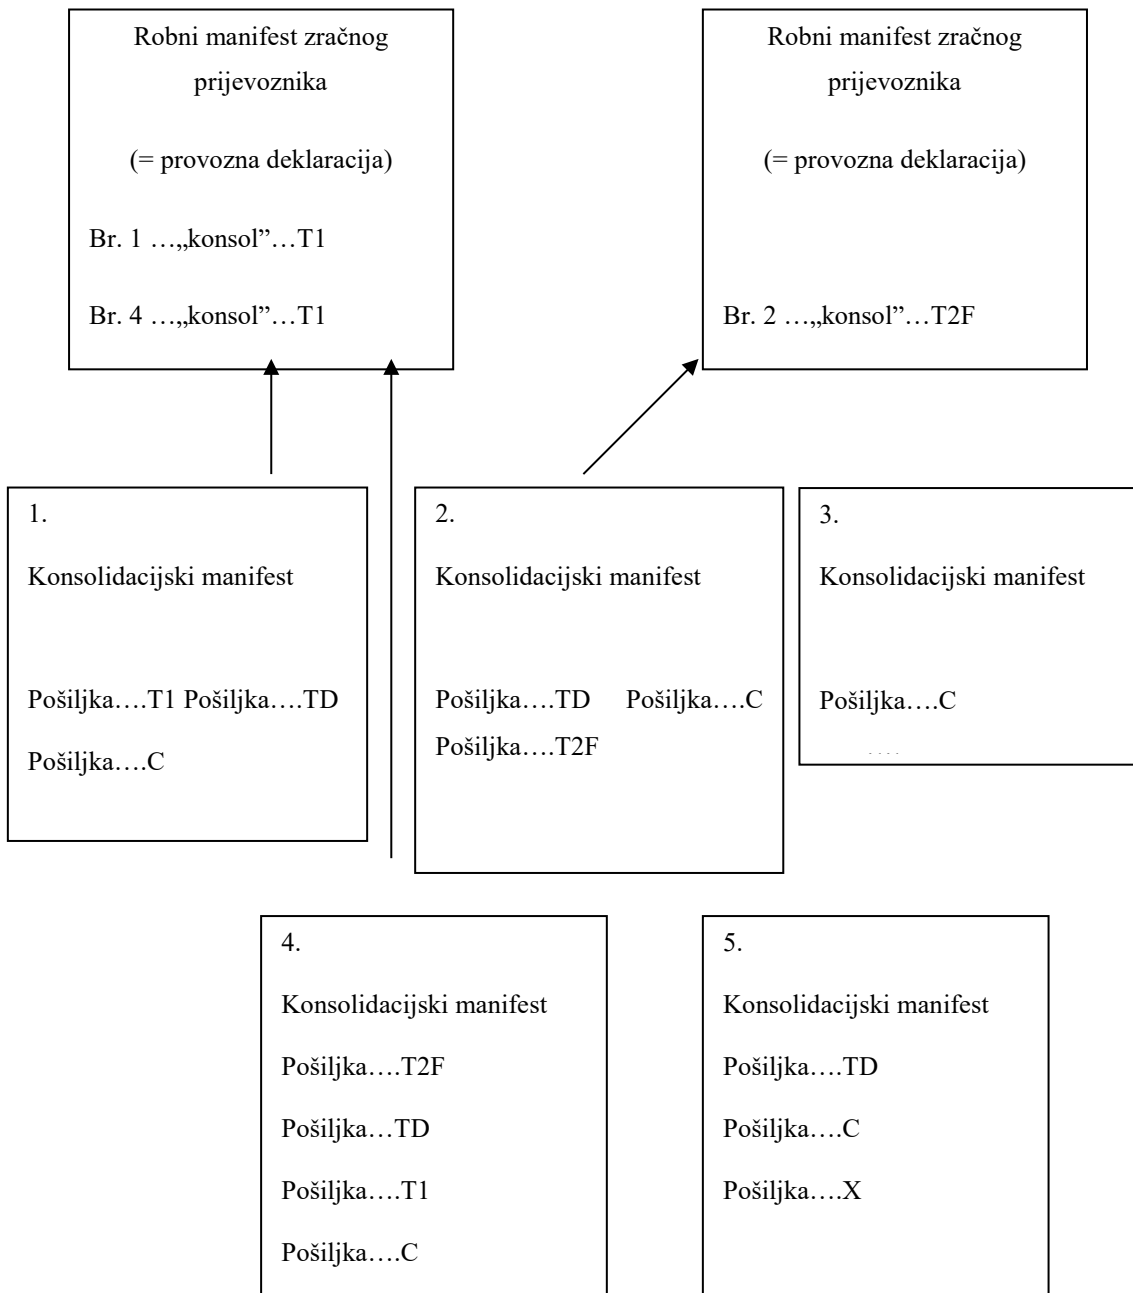 Robni manifest zračnog
prijevoznika
(= provozna deklaracija)
Br. 1 …„konsol”…T1
Br. 4 …„konsol”…T1
Robni manifest zračnog
prijevoznika
(= provozna deklaracija)
Br. 2 …„konsol”…T2F
1.
Konsolidacijski manifest
Pošiljka….T1 Pošiljka….TD
Pošiljka….C
2.
Konsolidacijski manifest
Pošiljka….TD Pošiljka….C
Pošiljka….T2F
3.
Konsolidacijski manifest
Pošiljka….C
….
4.
Konsolidacijski manifest
Pošiljka….T2F
Pošiljka…TD
Pošiljka….T1
Pošiljka….C
5.
Konsolidacijski manifest
Pošiljka….TD
Pošiljka….C
Pošiljka….X